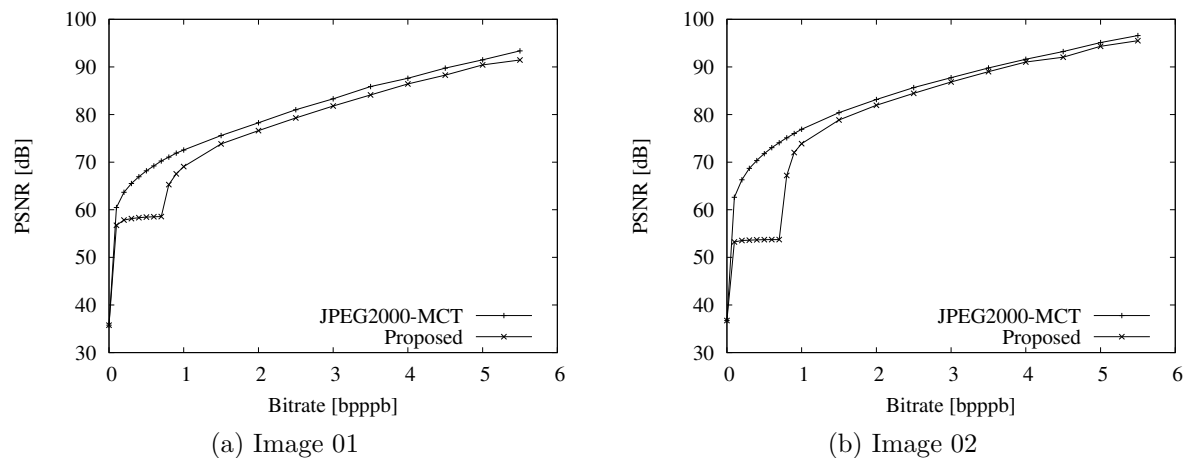 100
90
80
70
60
50
40
30
PSNR [dB]
JPEG2000-MCT
Proposed
0 1 2 3 4 5 6
Bitrate [bpppb]
(a) Image 01
100
90
80
70
60
50
40
30
PSNR [dB]
JPEG2000-MCT
Proposed
0 1 2 3 4 5 6
Bitrate [bpppb]
(b) Image 02